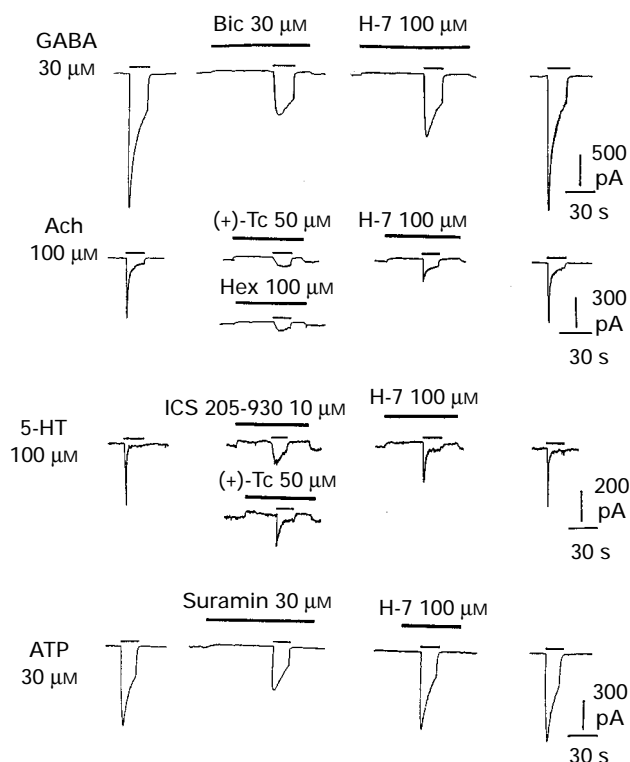 GABA
30 μM
Bic 30 μM
H-7 100 μM
500
pA
30 s
Ach
100 μM
(+)-Tc 50 μM
H-7 100 μM
Hex 100 μM
300
pA
30 s
5-HT
100 μM
ICS 205-930 10 μM
H-7 100 μM
(+)-Tc 50 μM
200
pA
30 s
ATP
30 μM
Suramin 30 μM
H-7 100 μM
300
pA
30 s